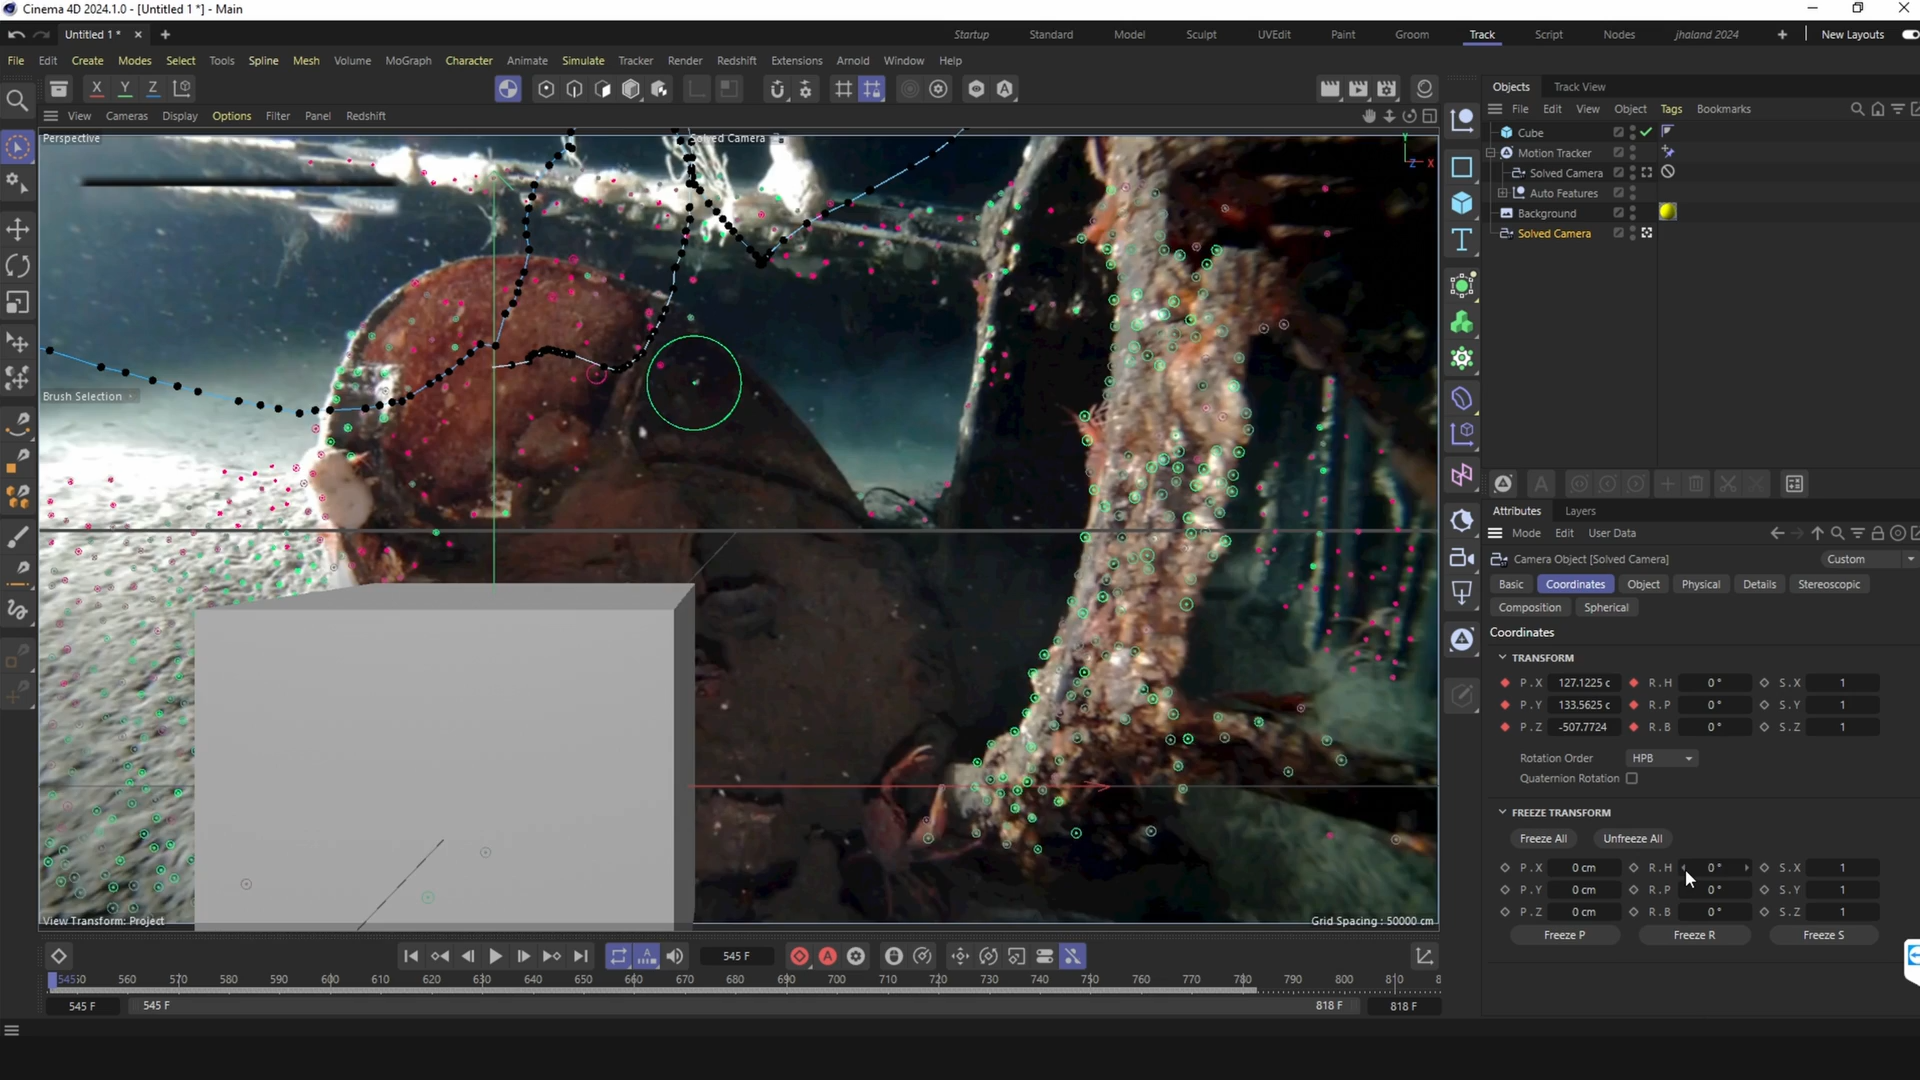 Cinema 4D 2024.1.0 - [Untitled 1 *] - Main
Untitled 1 *
Startup Standard Model Sculpt UVEdit Paint Groom Track Script Nodes jhaland 2024 New Layouts
File Edit Create Modes Select Tools Spline Mesh Volume MoGraph Character Animate Simulate Tracker Render Redshift Extensions Arnold Window Help
X Y Z
View Cameras Display Options Filter Panel Redshift
Perspective
Solved Camera
Y
Z X
Brush Selection
View Transform: Project
Grid Spacing : 50000 cm
Objects Track View
File Edit View Object Tags Bookmarks
Cube
Motion Tracker
Solved Camera
Auto Features
Background
Solved Camera
Attributes Layers
Mode Edit User Data
Camera Object [Solved Camera]
Custom
Basic Coordinates Object Physical Details Stereoscopic
Composition Spherical
Coordinates
TRANSFORM
P . X 127.1225 c R . H 0 ° S . X 1
P . Y 133.5625 c R . P 0 ° S . Y 1
P . Z -507.7724 R . B 0 ° S . Z 1
Rotation Order HPB
Quaternion Rotation
FREEZE TRANSFORM
Freeze All Unfreeze All
P . X 0 cm R . H 0 ° S . X 1
P . Y 0 cm R . P 0 ° S . Y 1
P . Z 0 cm R . B 0 ° S . Z 1
Freeze P Freeze R Freeze S
545 F
545 560 570 580 590 600 610 620 630 640 650 660 670 680 690 700 710 720 730 740 750 760 770 780 790 800 810 8
545 F 545 F 818 F 818 F